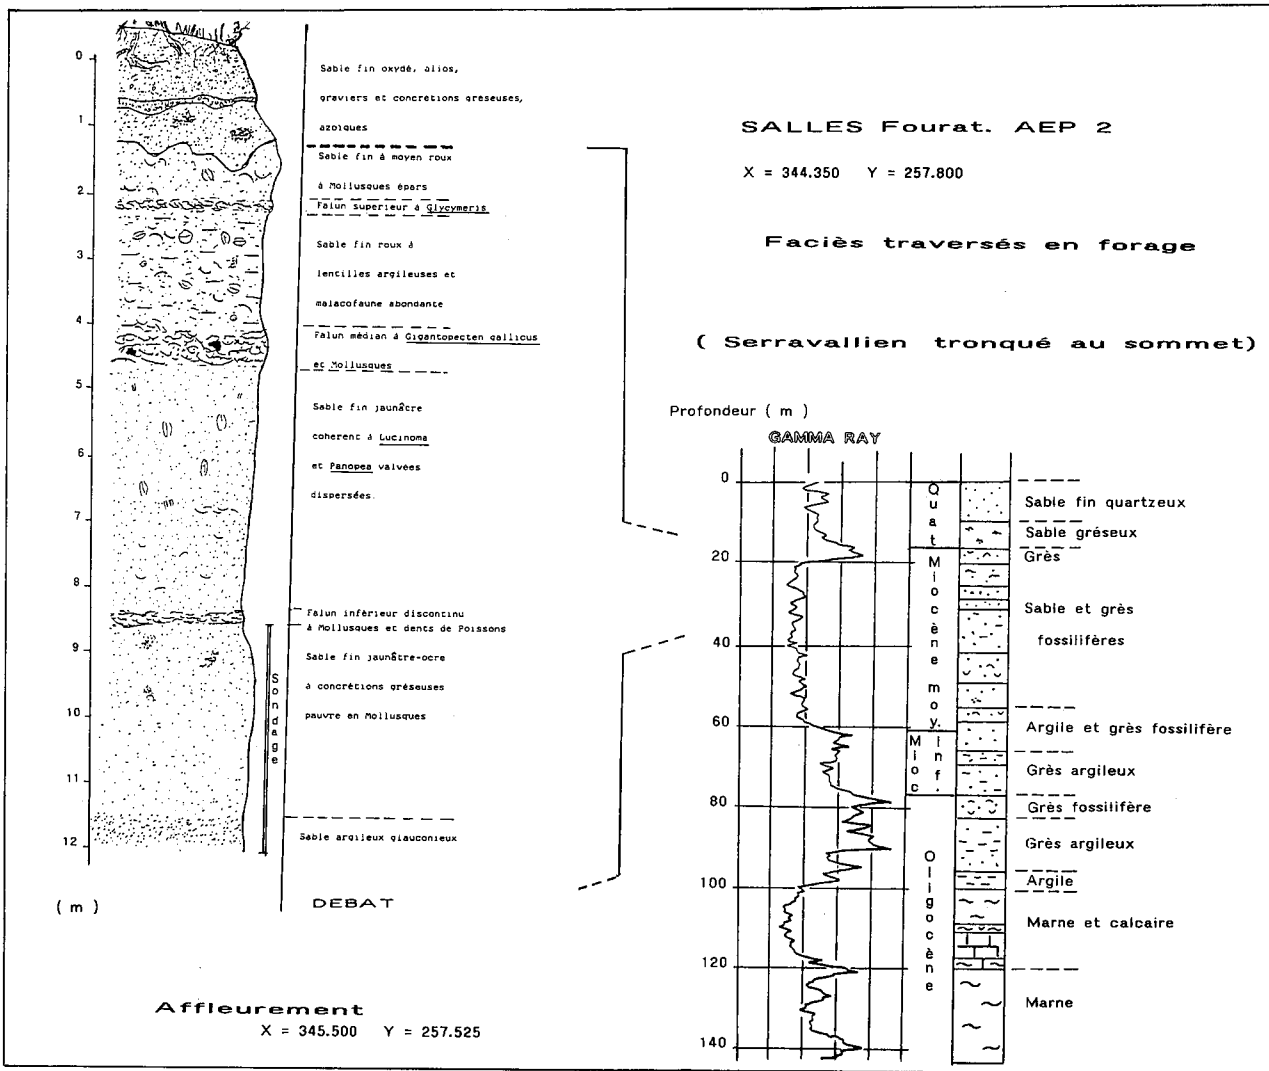 0
1
2
3
4
5
6
7
8
9
10
11
12
( m )
Sable fin oxydé, alios,
graviers et concrétions gréseuses,
azoïques
Sable fin à moyen roux
à Mollusques épars
Falun supérieur à Glycymeris
Sable fin roux à
lentilles argileuses et
malacofaune abondante
Falun médian à Gigantopecten gallicus
et Mollusques
Sable fin jaunâtre
cohérent à Lucinoma
et Panopea valvées
dispersées.
Falun inférieur discontinu
à Mollusques et dents de Poissons
Sable fin jaunâtre-ocre
à concrétions gréseuses
pauvre en Mollusques
Sondage
Sable argileux glauconieux
DEBAT
Affleurement
X = 345.500 Y = 257.525
SALLES Fourat. AEP 2
X = 344.350 Y = 257.800
Faciès traversés en forage
( Serravallien tronqué au sommet)
Profondeur ( m )
GAMMA RAY
0
20
40
60
80
100
120
140
Quat
Miocène moy.
Mioc Inf.
Oligocène
Sable fin quartzeux
Sable gréseux
Grès
Sable et grès
fossilifères
Argile et grès fossilifère
Grès argileux
Grès fossilifère
Grès argileux
Argile
Marne et calcaire
Marne